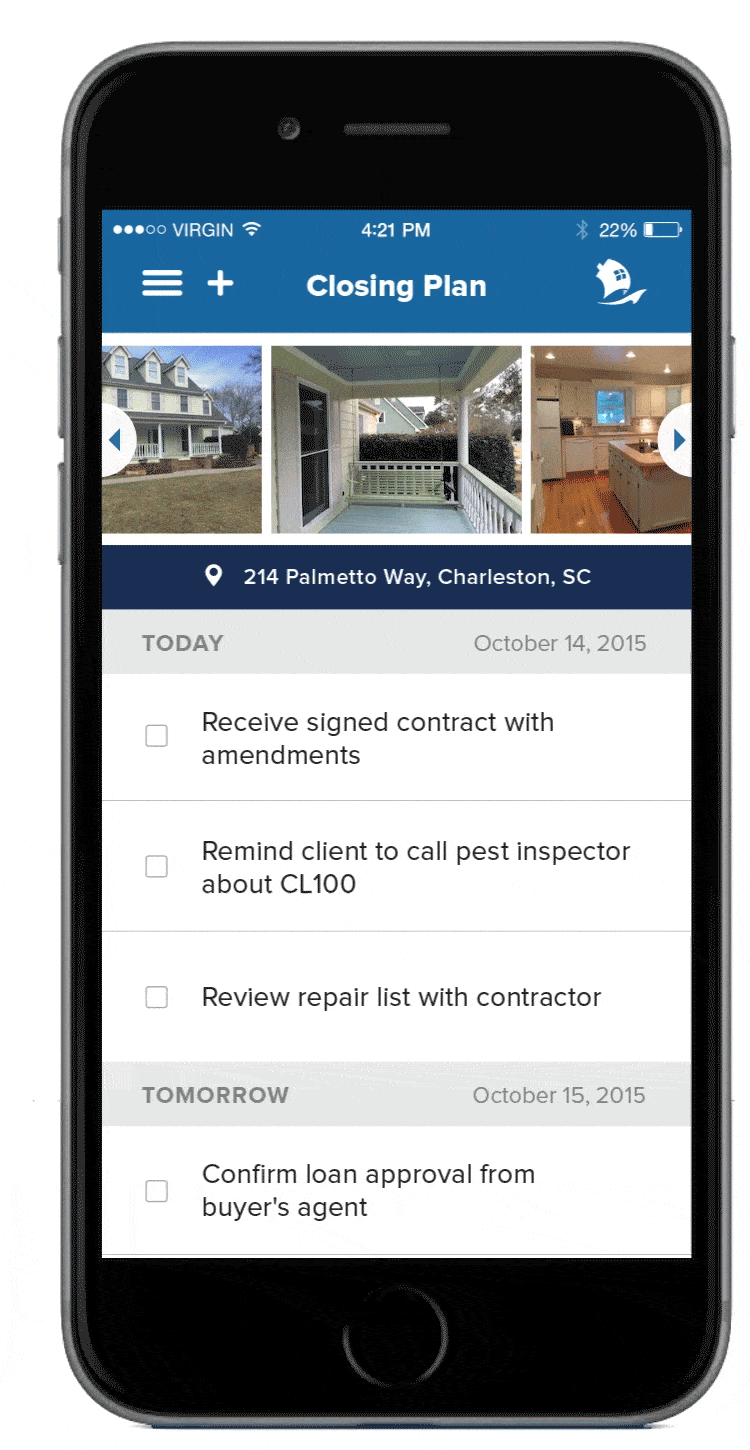 VIRGIN 4:21 PM 22%
Closing Plan
214 Palmetto Way, Charleston, SC
TODAY October 14, 2015
Receive signed contract with
amendments
Remind client to call pest inspector
about CL100
Review repair list with contractor
TOMORROW October 15, 2015
Confirm loan approval from
buyer's agent